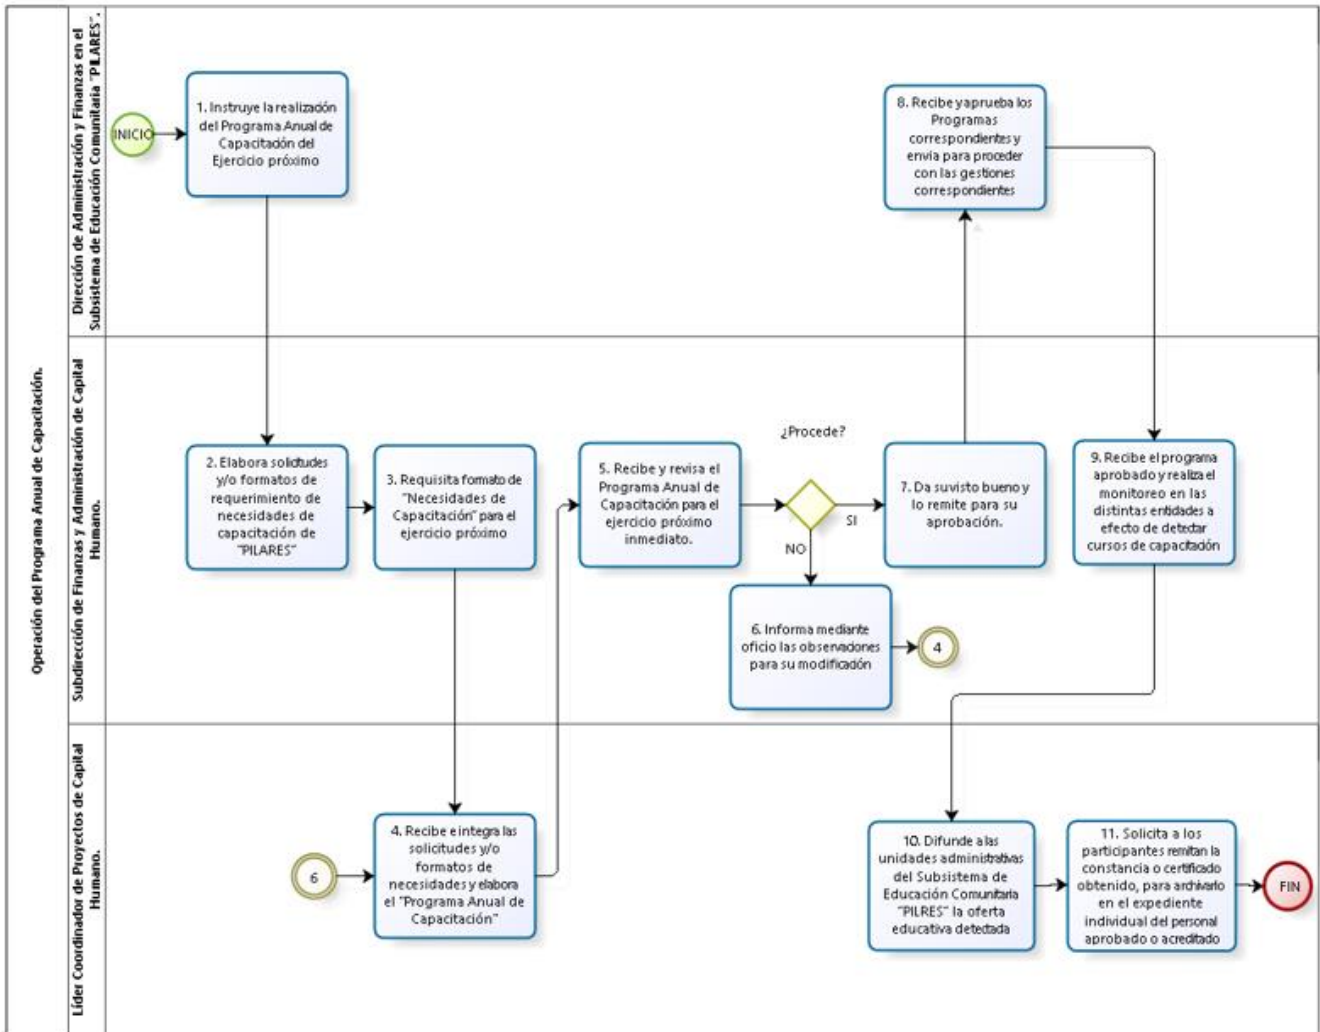 Operación del Programa Anual de Capacitación.
Dirección de Administración y Finanzas en el
Subsistema de Educación Comunitaria "PILARES".
INICIO
1. Instruye la realización
del Programa Anual de
Capacitación del
Ejercicio próximo
8. Recibe y aprueba los
Programas
correspondientes y
envía para proceder
con las gestiones
correspondientes
Subdirección de Finanzas y Administración de Capital
Humano.
2. Elabora solicitudes
y/o formatos de
requerimiento de
necesidades de
capacitación de
"PILARES"
3. Requisita formato de
"Necesidades de
Capacitación" para el
ejercicio próximo
5. Recibe y revisa el
Programa Anual de
Capacitación para el
ejercicio próximo
inmediato.
¿Procede?
SI
NO
7. Da su visto bueno y
lo remite para su
aprobación.
9. Recibe el programa
aprobado y realiza el
monitoreo en las
distintas entidades a
efecto de detectar
cursos de capacitación
6. Informa mediante
oficio las observaciones
para su modificación
4
Líder Coordinador de Proyectos de Capital
Humano.
6
4. Recibe e integra las
solicitudes y/o
formatos de
necesidades y elabora
el "Programa Anual de
Capacitación"
10. Difunde a las
unidades administrativas
del Subsistema de
Educación Comunitaria
"PILRES" la oferta
educativa detectada
11. Solicita a los
participantes remitan la
constancia o certificado
obtenido, para archivarlo
en el expediente
individual del personal
aprobado o acreditado
FIN